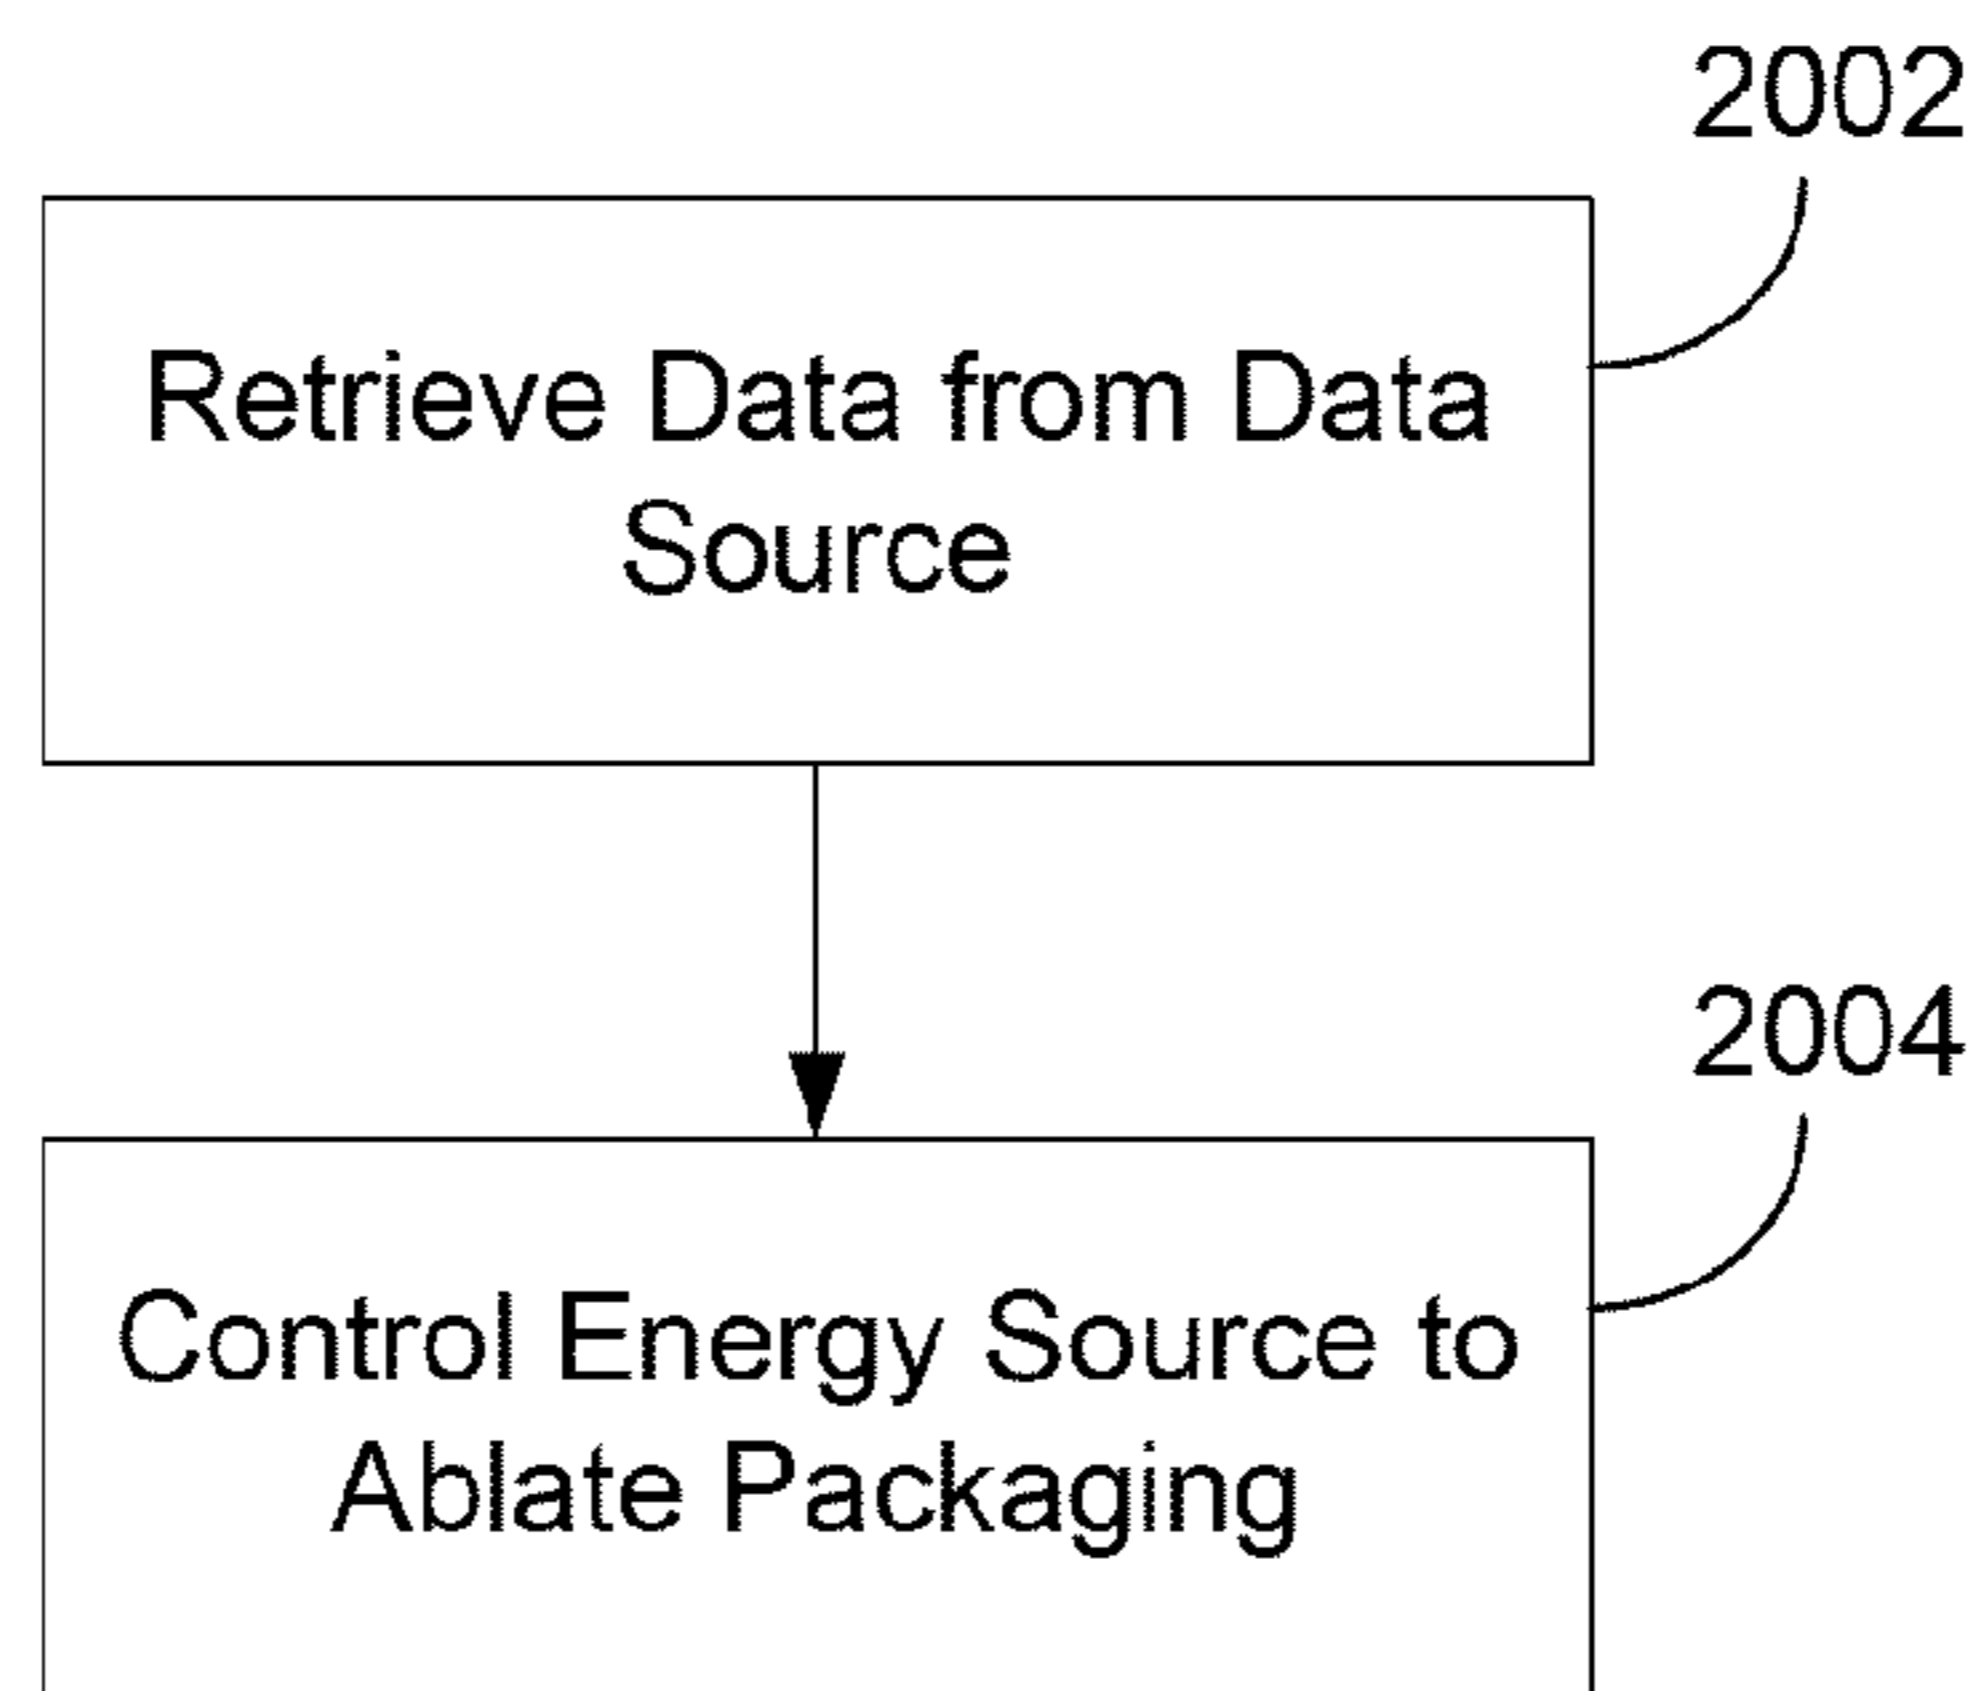 2002
Retrieve Data from Data
Source
2004
Control Energy Source to
Ablate Packaging